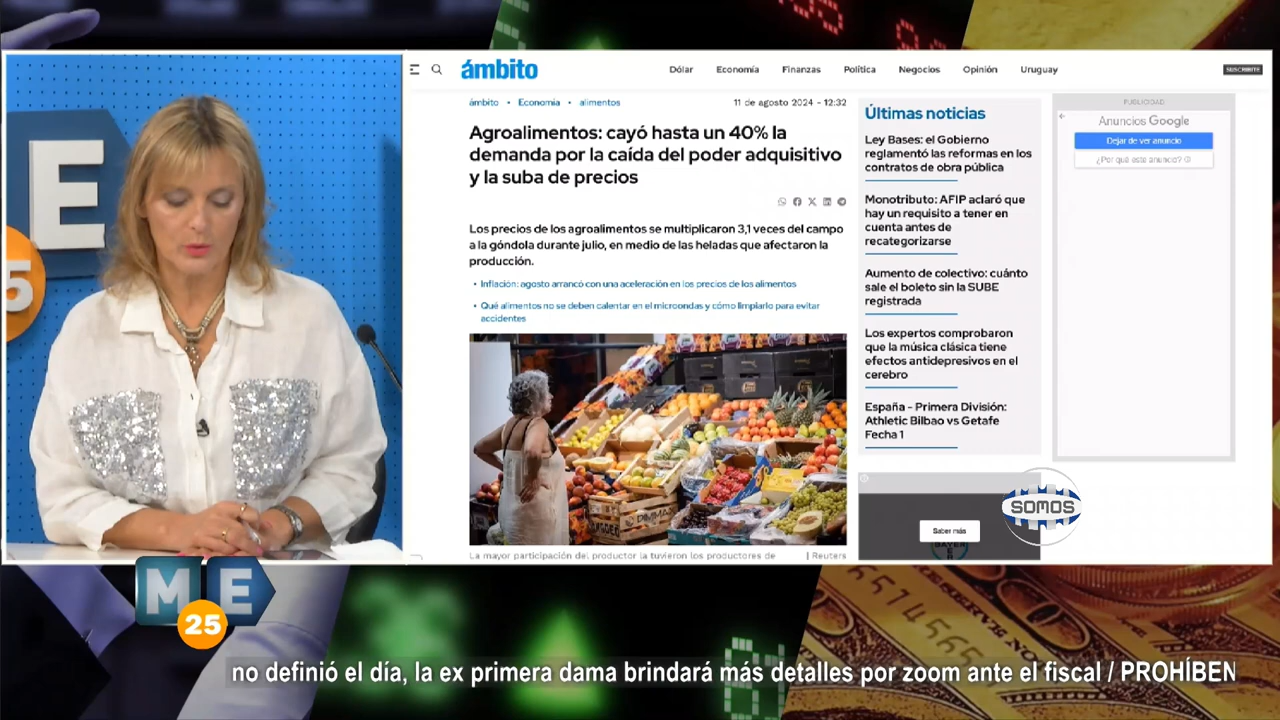 E
5
ámbito
Dólar Economía Finanzas Política Negocios Opinión Uruguay
SUSCRIBITE
ámbito • Economía • alimentos
11 de agosto 2024 - 12:32
Agroalimentos: cayó hasta un 40% la
demanda por la caída del poder adquisitivo
y la suba de precios
Los precios de los agroalimentos se multiplicaron 3,1 veces del campo
a la góndola durante julio, en medio de las heladas que afectaron la
producción.
• Inflación: agosto arrancó con una aceleración en los precios de los alimentos
• Qué alimentos no se deben calentar en el microondas y cómo limpiarlo para evitar
accidentes
La mayor participación del productor la tuvieron los productores de
| Reuters
Últimas noticias
Ley Bases: el Gobierno
reglamentó las reformas en los
contratos de obra pública
Monotributo: AFIP aclaró que
hay un requisito a tener en
cuenta antes de
recategorizarse
Aumento de colectivo: cuánto
sale el boleto sin la SUBE
registrada
Los expertos comprobaron
que la música clásica tiene
efectos antidepresivos en el
cerebro
España - Primera División:
Athletic Bilbao vs Getafe
Fecha 1
PUBLICIDAD
Anuncios Google
Dejar de ver anuncio
¿Por qué este anuncio?
Saber más
SOMOS
ME
25
no definió el día, la ex primera dama brindará más detalles por zoom ante el fiscal / PROHÍBEN